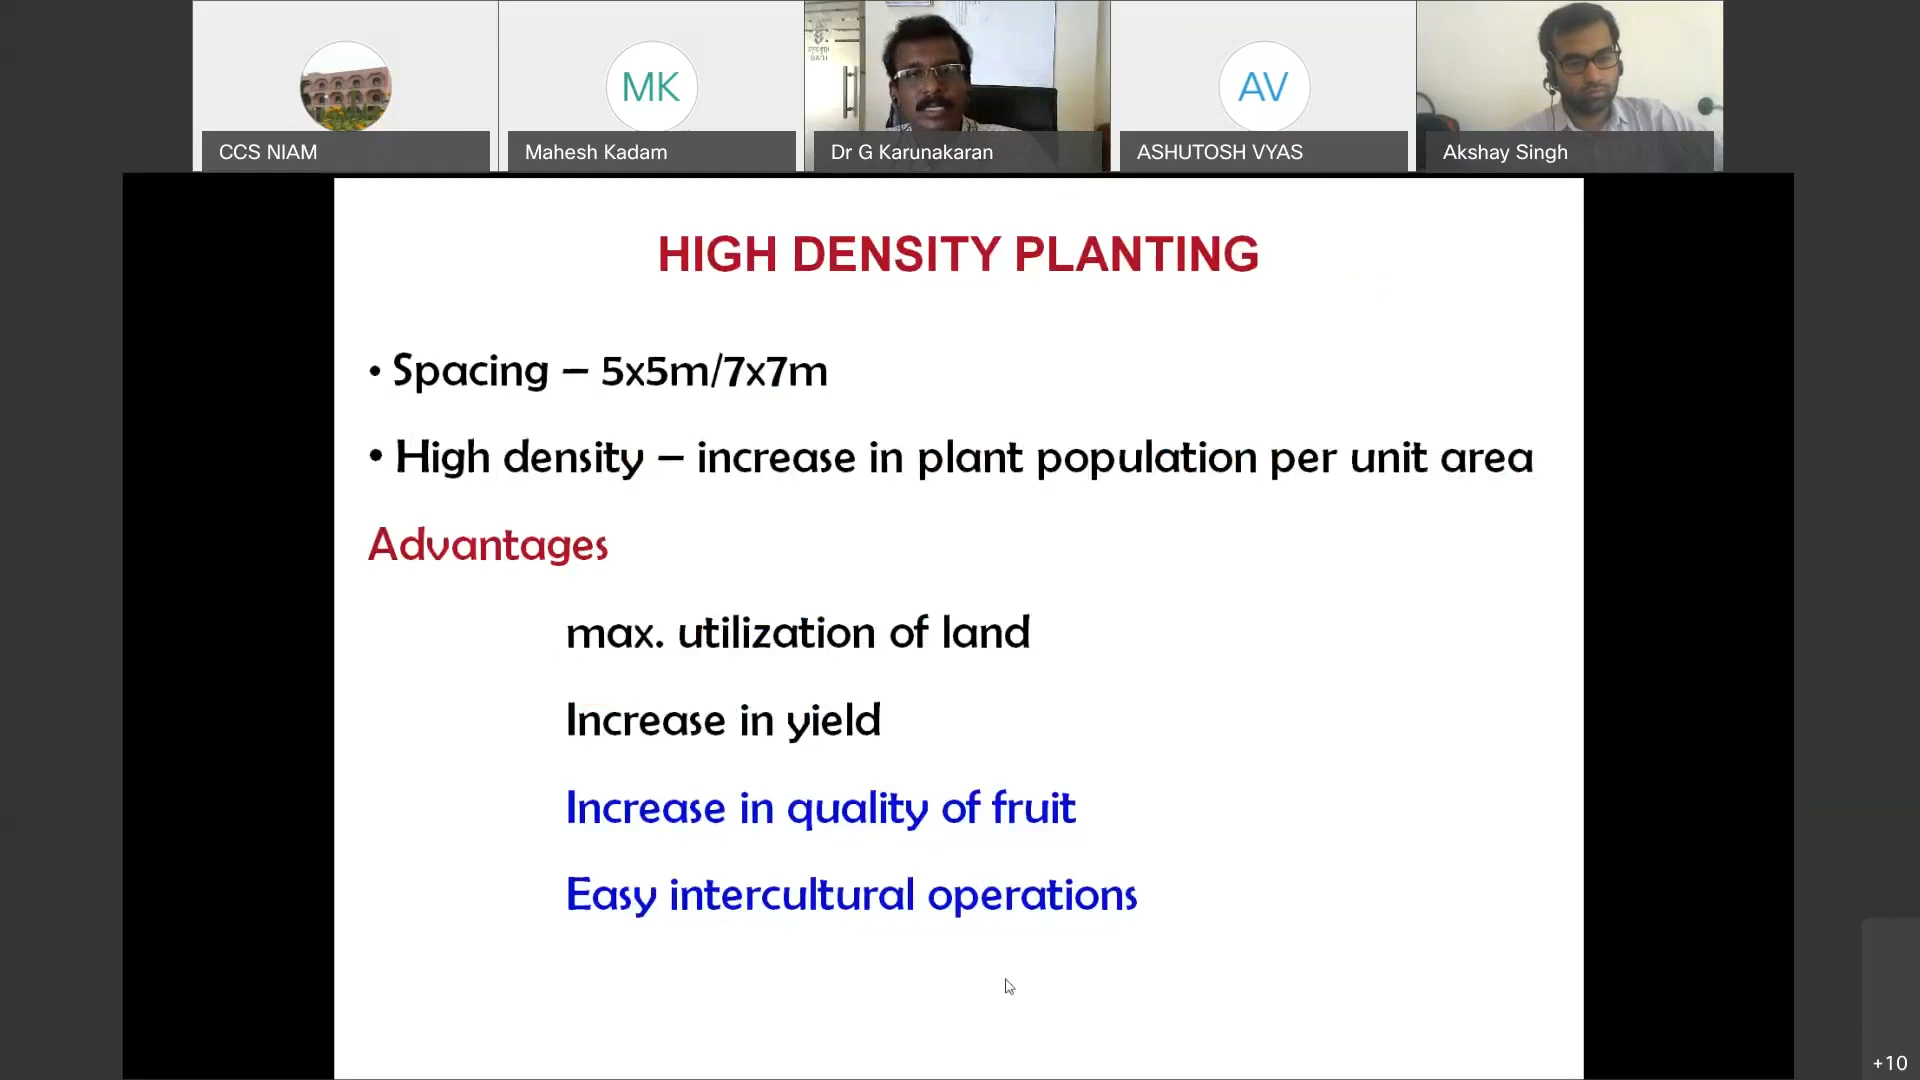 MK
AV
CCS NIAM
Mahesh Kadam
Dr G Karunakaran
ASHUTOSH VYAS
Akshay Singh
HIGH DENSITY PLANTING
• Spacing – 5x5m/7x7m
• High density – increase in plant population per unit area
Advantages
max. utilization of land
Increase in yield
Increase in quality of fruit
Easy intercultural operations
+10